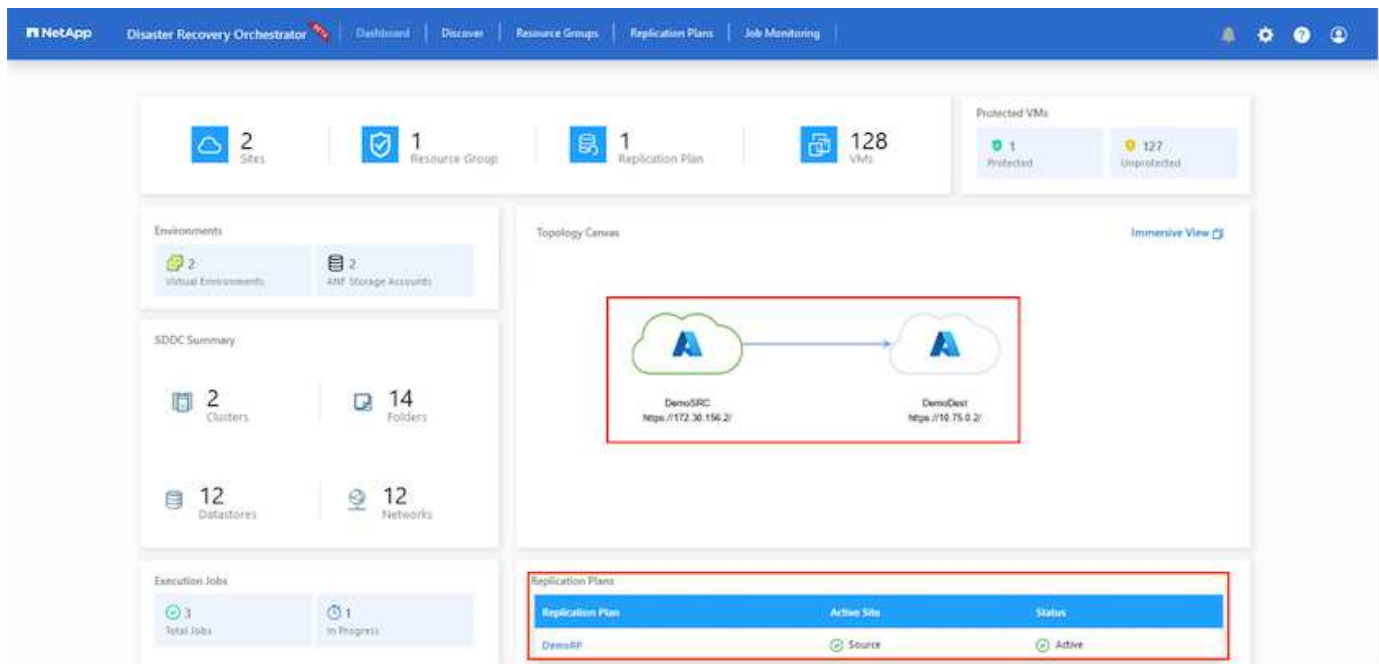 NetApp Disaster Recovery Orchestrator Dashboard Discover Resource Groups Replication Plans Job Monitoring
2
Sites
1
Resource Group
1
Replication Plan
128
VMs
Protected VMs
1
Protected
127
Unprotected
Environments
2
Virtual Environments
2
ANF Storage Accounts
Topology Canvas
Immersive View
DemoSRC
https://172.30.156.2/
DemoDest
https://10.75.0.2/
SDDC Summary
2
Clusters
14
Folders
12
Datastores
12
Networks
Execution Jobs
3
Total Jobs
1
In Progress
Replication Plans
Replication Plan Active Site Status
DemoRP Source Active